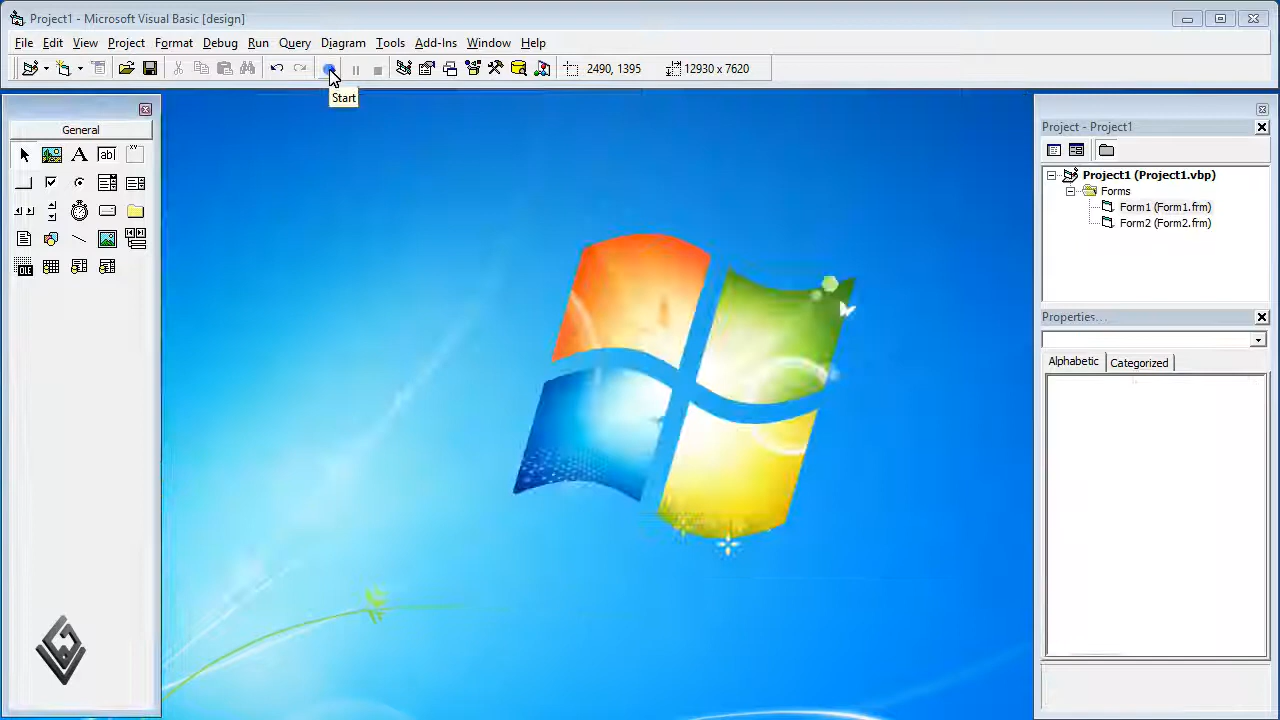 Project1 - Microsoft Visual Basic [design]
File Edit View Project Format Debug Run Query Diagram Tools Add-Ins Window Help
2490, 1395 12930 x 7620
Start
General
Project - Project1
Project1 (Project1.vbp)
Forms
Form1 (Form1.frm)
Form2 (Form2.frm)
Properties...
Alphabetic Categorized
A abl
OLE